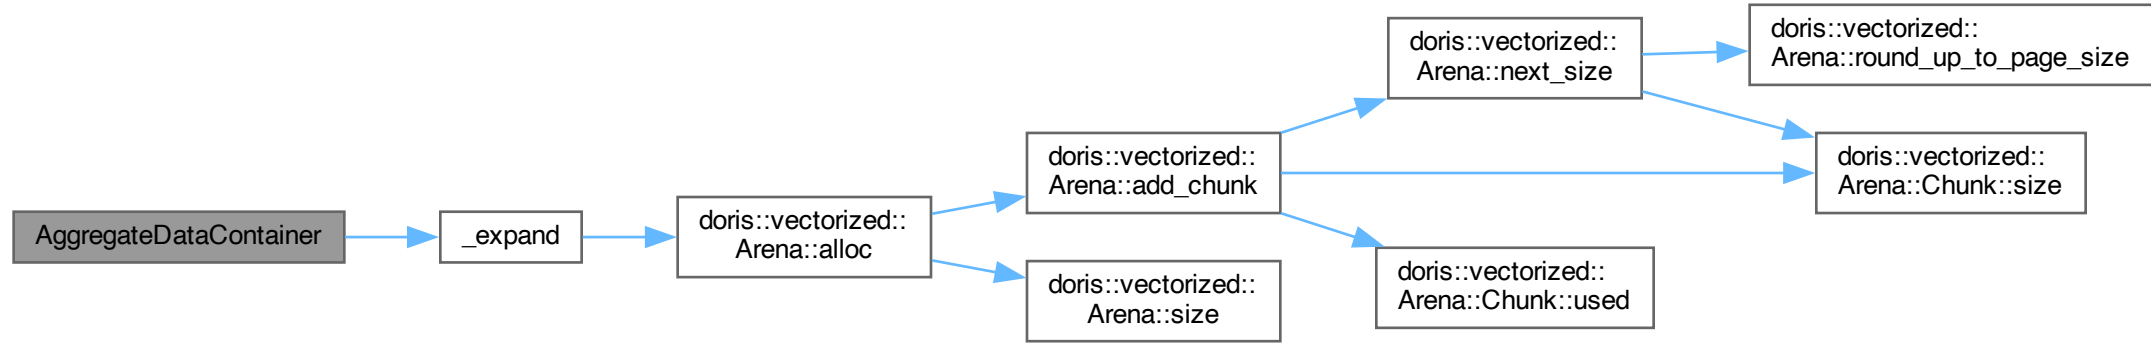 AggregateDataContainer
_expand
doris::vectorized::
Arena::alloc
doris::vectorized::
Arena::add_chunk
doris::vectorized::
Arena::size
doris::vectorized::
Arena::next_size
doris::vectorized::
Arena::Chunk::used
doris::vectorized::
Arena::round_up_to_page_size
doris::vectorized::
Arena::Chunk::size